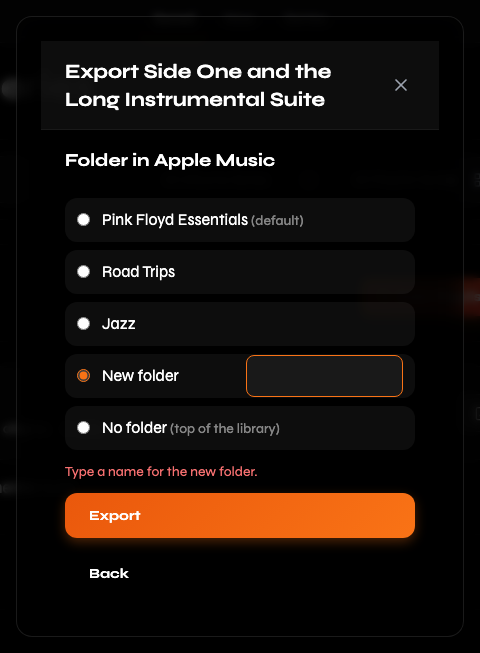 Export Side One and the
Long Instrumental Suite
Folder in Apple Music
Pink Floyd Essentials (default)
Road Trips
Jazz
New folder
No folder (top of the library)
Type a name for the new folder.
Export
Back